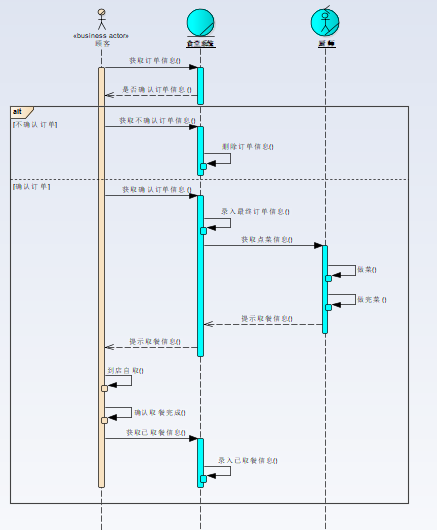 «business actor»
顾客
食堂系统
厨师
获取订单信息()
是否确认订单信息()
alt
[不确认订单]
获取不确认订单信息()
删除订单信息()
[确认订单]
获取确认订单信息()
录入最终订单信息()
获取点菜信息()
做菜()
做完菜()
提示取餐信息()
提示取餐信息()
到店自取()
确认取餐完成()
获取已取餐信息()
录入已取餐信息()